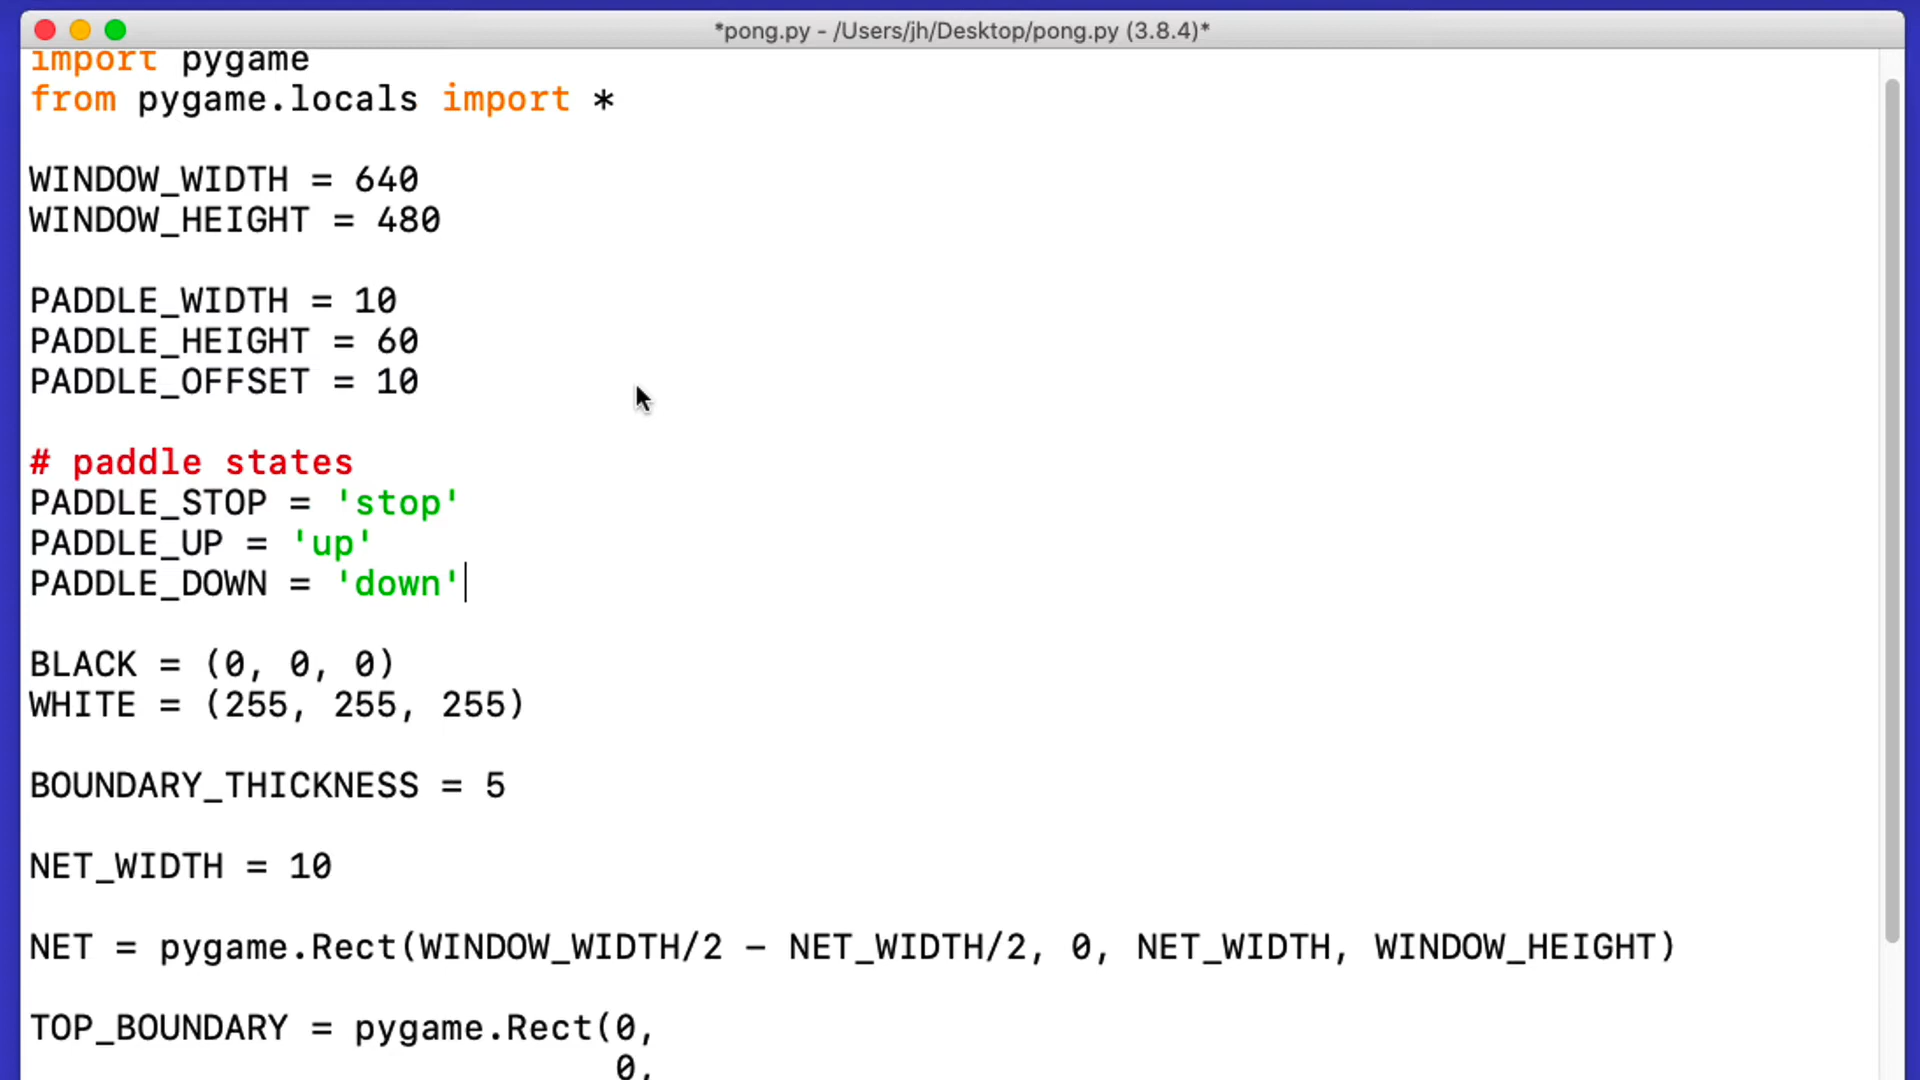 *pong.py - /Users/jh/Desktop/pong.py (3.8.4)*
import pygame
from pygame.locals import *
WINDOW_WIDTH = 640
WINDOW_HEIGHT = 480
PADDLE_WIDTH = 10
PADDLE_HEIGHT = 60
PADDLE_OFFSET = 10
# paddle states
PADDLE_STOP = 'stop'
PADDLE_UP = 'up'
PADDLE_DOWN = 'down'
BLACK = (0, 0, 0)
WHITE = (255, 255, 255)
BOUNDARY_THICKNESS = 5
NET_WIDTH = 10
NET = pygame.Rect(WINDOW_WIDTH/2 - NET_WIDTH/2, 0, NET_WIDTH, WINDOW_HEIGHT)
TOP_BOUNDARY = pygame.Rect(0,
0,